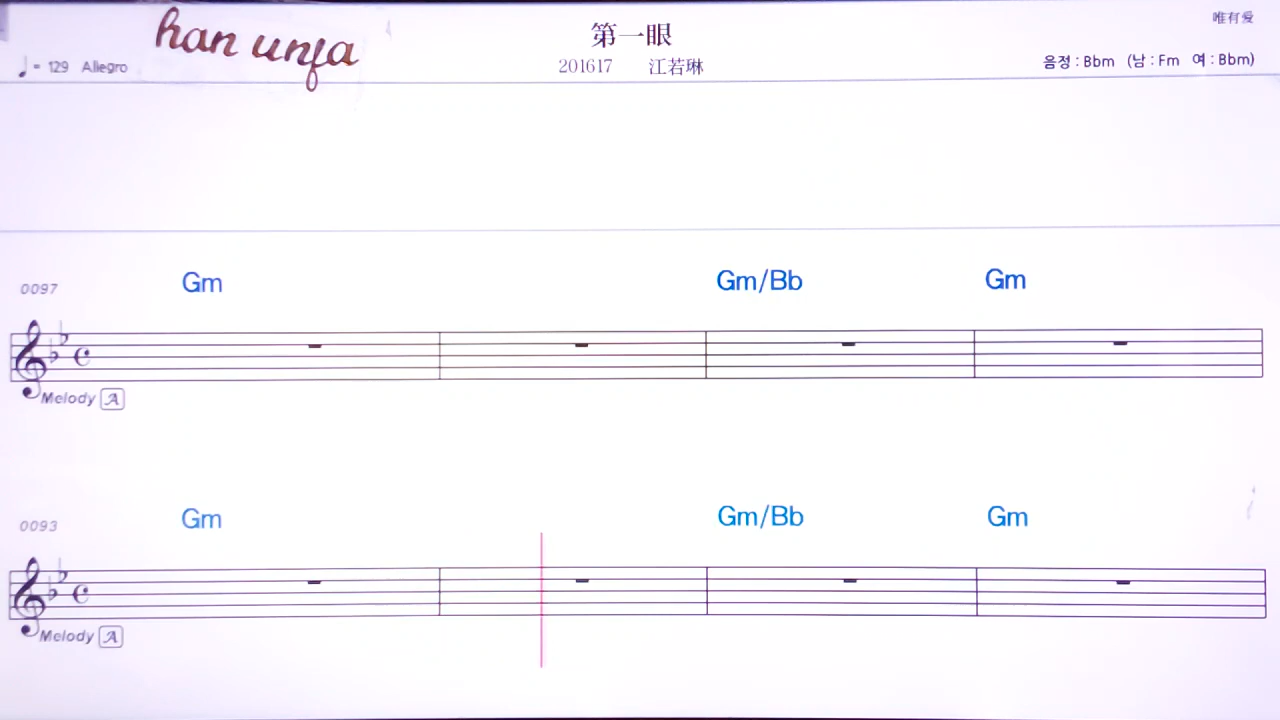 han unfa
第一眼
唯有爱
♩= 129 Allegro
201617 江若琳
음정 : Bbm (남 : Fm 여 : Bbm)
0097 Gm Gm/Bb Gm
Melody A
0093 Gm Gm/Bb Gm
Melody A